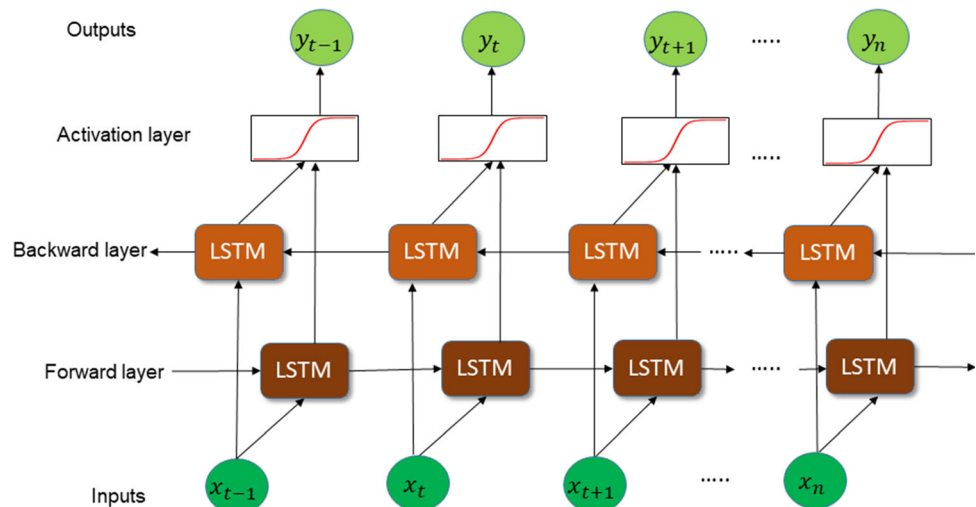 Outputs
y_{t−1} y_t y_{t+1} ..... y_n
Activation layer
.....
Backward layer LSTM LSTM LSTM ..... LSTM
Forward layer LSTM LSTM LSTM ..... LSTM
Inputs x_{t−1} x_t x_{t+1} ..... x_n